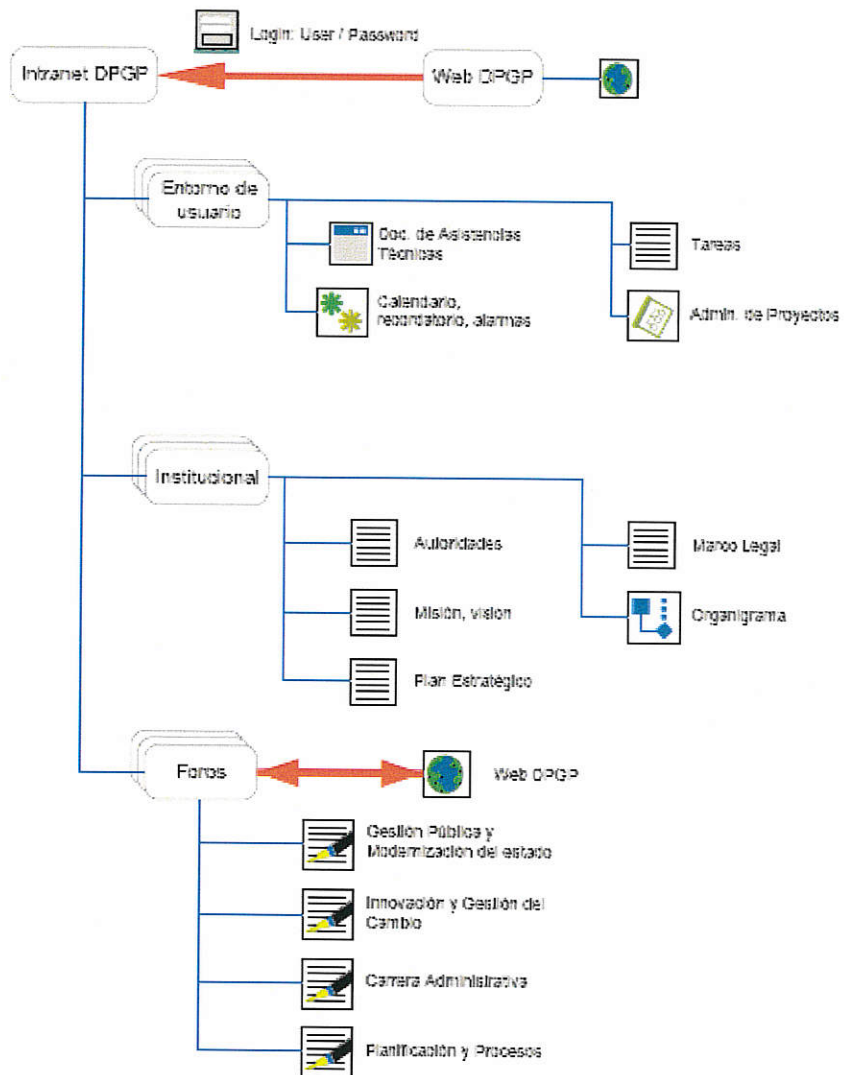 Login: User / Password
Intranet DPGP
Web DPGP
Entorno de
usuario
Doc. de Asistencias
Técnicas
Tareas
Calendario,
recordatorio, alarmas
Admin. de Proyectos
Institucional
Autoridades
Marco Legal
Misión, visión
Organigrama
Plan Estratégico
Foros
Web DPGP
Gestión Pública y
Modernización del estado
Innovación y Gestión del
Cambio
Carrera Administrativa
Planificación y Procesos